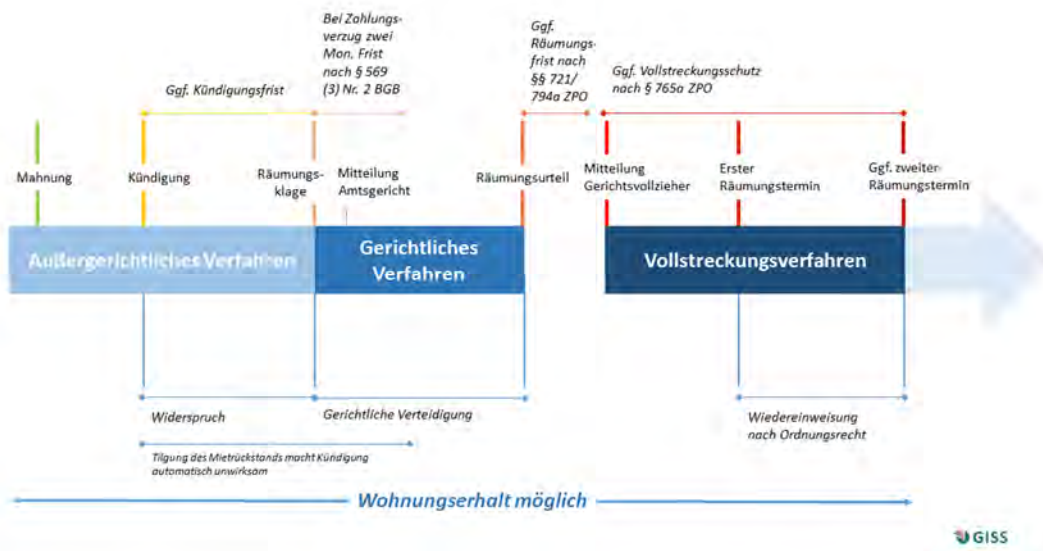 Bei Zahlungs-
verzug zwei
Mon. Frist
nach § 569
(3) Nr. 2 BGB
Ggf.
Räumungs-
frist nach
§§ 721/
794a ZPO
Ggf. Kündigungsfrist
Ggf. Vollstreckungsschutz
nach § 765a ZPO
Mahnung
Kündigung
Räumungs-
klage
Mitteilung
Amtsgericht
Räumungsurteil
Mitteilung
Gerichtsvollzieher
Erster
Räumungstermin
Ggf. zweiter
Räumungstermin
Außergerichtliches Verfahren
Gerichtliches
Verfahren
Vollstreckungsverfahren
Widerspruch
Gerichtliche Verteidigung
Wiedereinweisung
nach Ordnungsrecht
Tilgung des Mietrückstands macht Kündigung
automatisch unwirksam
Wohnungserhalt möglich
GISS